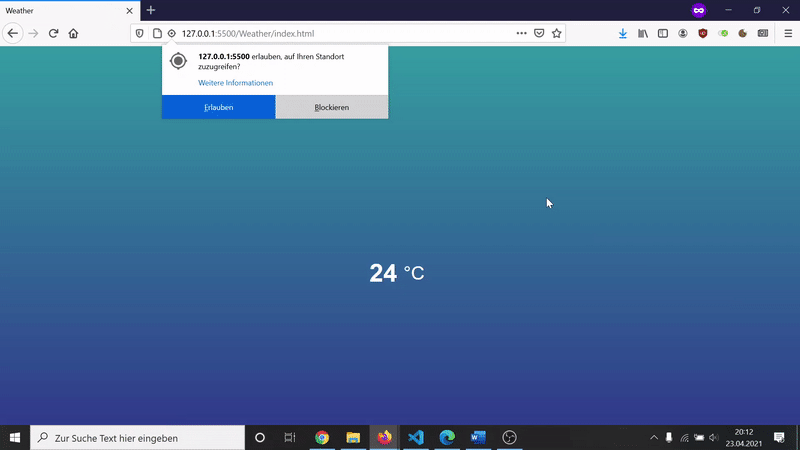 Weather
127.0.0.1:5500/Weather/index.html
127.0.0.1:5500 erlauben, auf Ihren Standort
zuzugreifen?
Weitere Informationen
Erlauben
Blockieren
24 °C
Zur Suche Text hier eingeben
20:12
23.04.2021